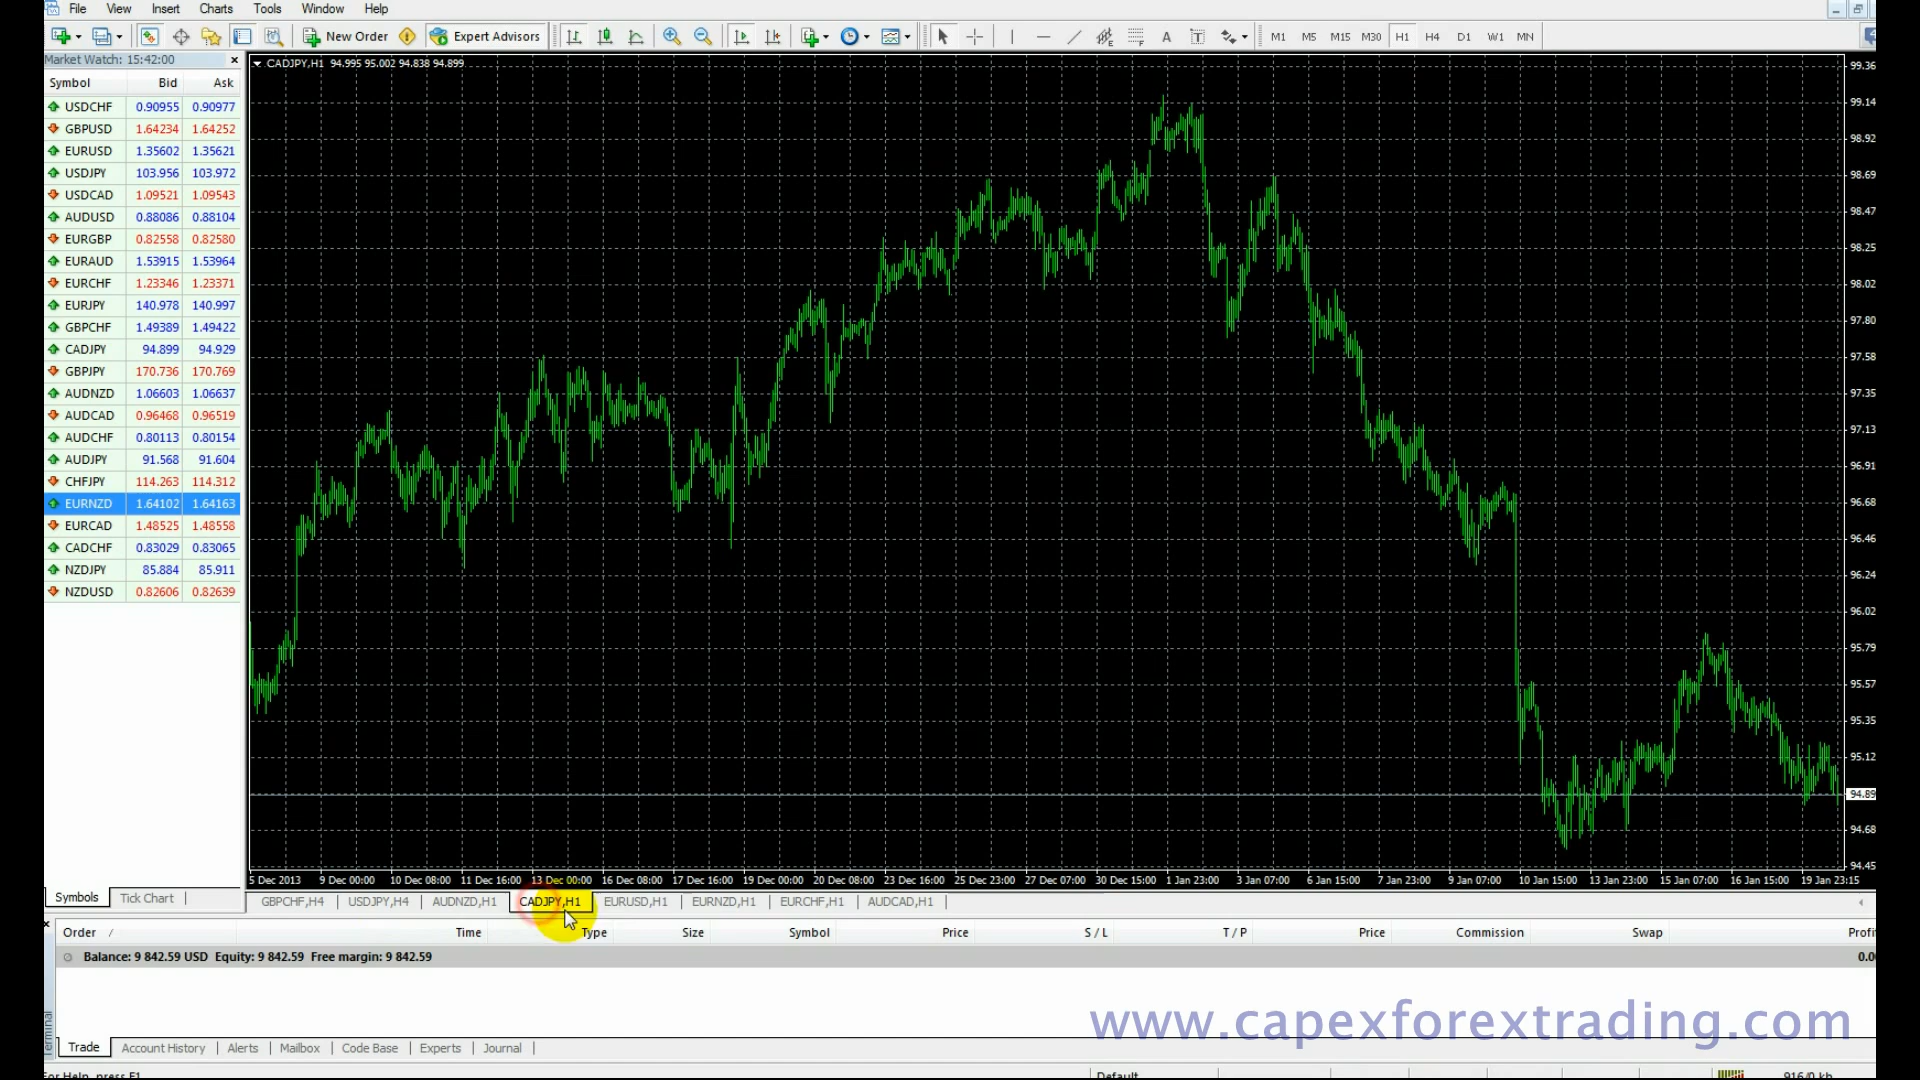 File View Insert Charts Tools Window Help
New Order Expert Advisors A T M1 M5 M15 M30 H1 H4 D1 W1 MN
Market Watch: 15:42:00
Symbol Bid Ask
USDCHF 0.90955 0.90977
GBPUSD 1.64234 1.64252
EURUSD 1.35602 1.35621
USDJPY 103.956 103.972
USDCAD 1.09521 1.09543
AUDUSD 0.88086 0.88104
EURGBP 0.82558 0.82580
EURAUD 1.53915 1.53964
EURCHF 1.23346 1.23371
EURJPY 140.978 140.997
GBPCHF 1.49389 1.49422
CADJPY 94.899 94.929
GBPJPY 170.736 170.769
AUDNZD 1.06603 1.06637
AUDCAD 0.96468 0.96519
AUDCHF 0.80113 0.80154
AUDJPY 91.568 91.604
CHFJPY 114.263 114.312
EURNZD 1.64102 1.64163
EURCAD 1.48525 1.48558
CADCHF 0.83029 0.83065
NZDJPY 85.884 85.911
NZDUSD 0.82606 0.82639
Symbols Tick Chart
CADJPY,H1 94.995 95.002 94.838 94.899
99.36
99.14
98.92
98.69
98.47
98.25
98.02
97.80
97.58
97.35
97.13
96.91
96.68
96.46
96.24
96.02
95.79
95.57
95.35
95.12
94.89
94.68
94.45
5 Dec 2013 9 Dec 00:00 10 Dec 08:00 11 Dec 16:00 13 Dec 00:00 16 Dec 08:00 17 Dec 16:00 19 Dec 00:00 20 Dec 08:00 23 Dec 16:00 25 Dec 23:00 27 Dec 07:00 30 Dec 15:00 1 Jan 23:00 3 Jan 07:00 6 Jan 15:00 7 Jan 23:00 9 Jan 07:00 10 Jan 15:00 13 Jan 23:00 15 Jan 07:00 16 Jan 15:00 19 Jan 23:15
GBPCHF,H4 USDJPY,H4 AUDNZD,H1 CADJPY,H1 EURUSD,H1 EURNZD,H1 EURCHF,H1 AUDCAD,H1
Order / Time Type Size Symbol Price S / L T / P Price Commission Swap Profi
Balance: 9 842.59 USD Equity: 9 842.59 Free margin: 9 842.59 0.0
www.capexforextrading.com
Terminal
Trade Account History Alerts Mailbox Code Base Experts Journal
For Help, press F1 Default 916/0 kb